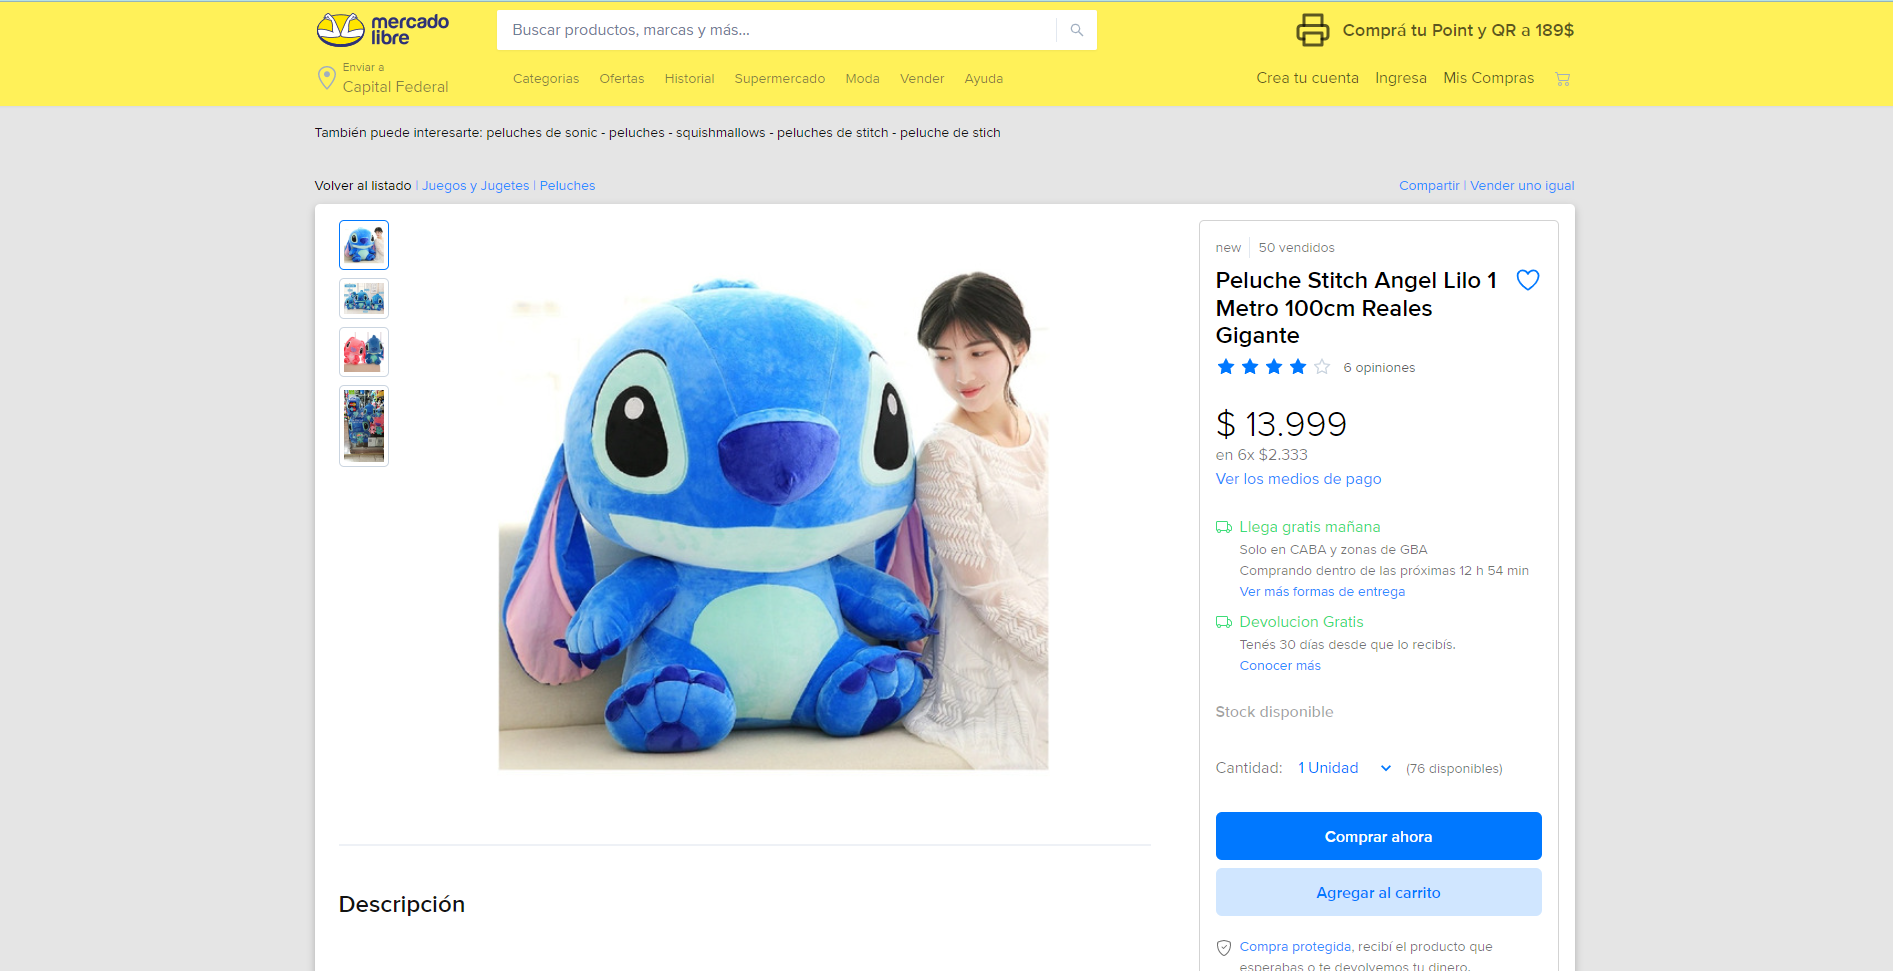 mercado
libre
Buscar productos, marcas y más...
Comprá tu Point y QR a 189$
Enviar a
Capital Federal
Categorias Ofertas Historial Supermercado Moda Vender Ayuda
Crea tu cuenta Ingresa Mis Compras
También puede interesarte: peluches de sonic - peluches - squishmallows - peluches de stitch - peluche de stich
Volver al listado | Juegos y Jugetes | Peluches
Compartir | Vender uno igual
new 50 vendidos
Peluche Stitch Angel Lilo 1
Metro 100cm Reales
Gigante
6 opiniones
$ 13.999
en 6x $2.333
Ver los medios de pago
Llega gratis mañana
Solo en CABA y zonas de GBA
Comprando dentro de las próximas 12 h 54 min
Ver más formas de entrega
Devolucion Gratis
Tenés 30 días desde que lo recibís.
Conocer más
Stock disponible
Cantidad: 1 Unidad (76 disponibles)
Comprar ahora
Agregar al carrito
Compra protegida, recibí el producto que
esperabas o te devolvemos tu dinero.
Descripción